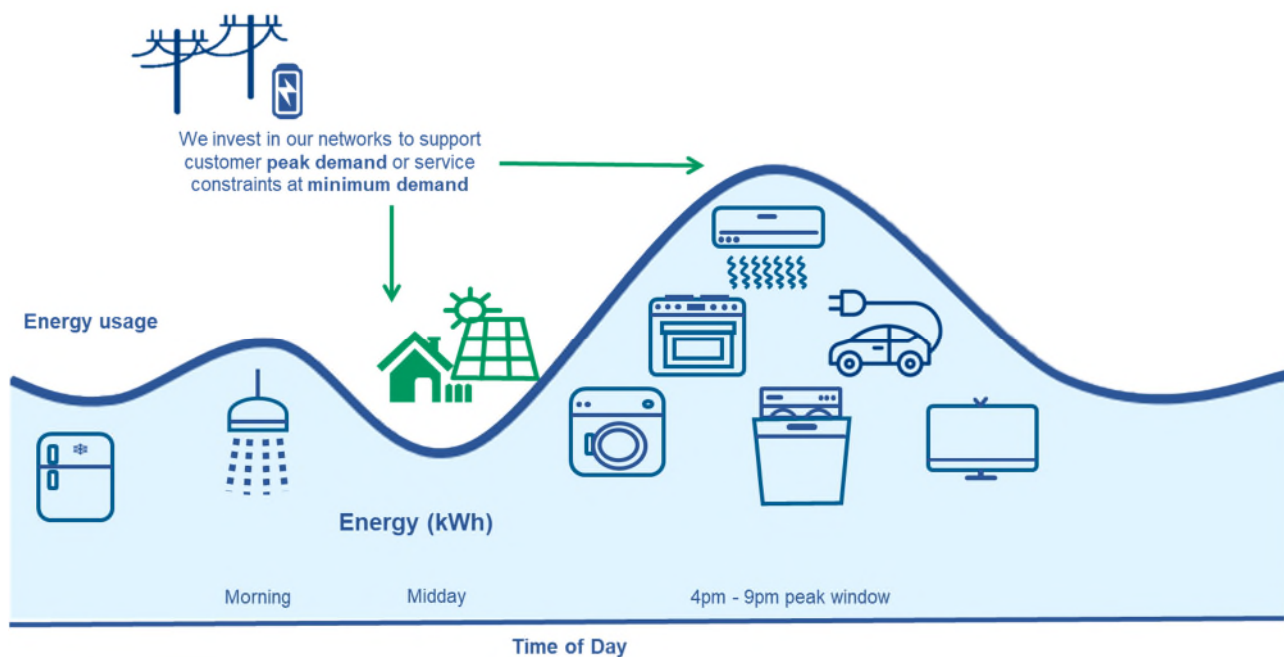 We invest in our networks to support
customer peak demand or service
constraints at minimum demand
Energy usage
Energy (kWh)
Morning
Midday
4pm - 9pm peak window
Time of Day